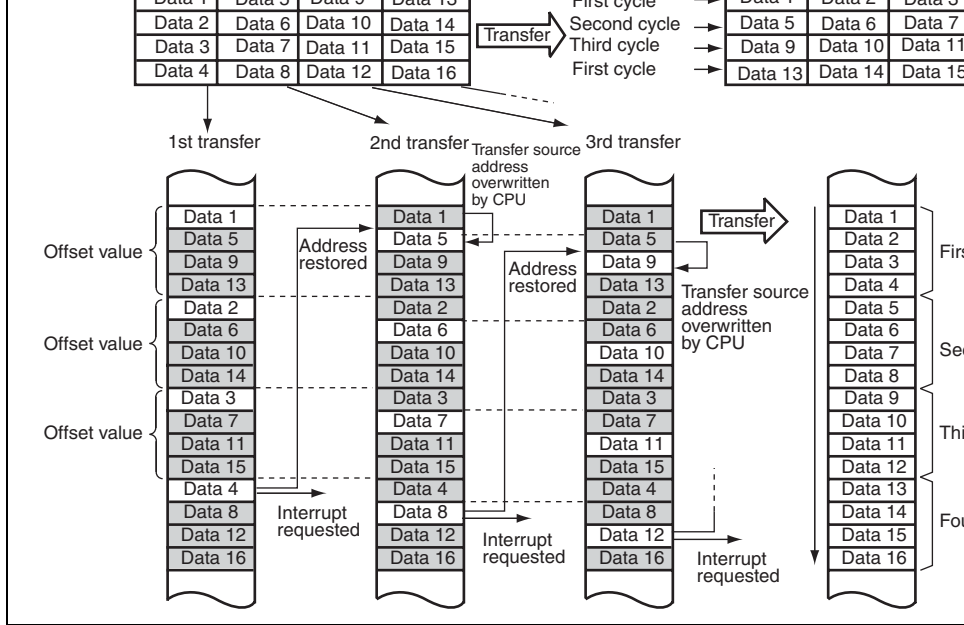 Data 1 Data 5 Data 9 Data 13
Data 2 Data 6 Data 10 Data 14
Data 3 Data 7 Data 11 Data 15
Data 4 Data 8 Data 12 Data 16
Transfer
First cycle
Second cycle
Third cycle
First cycle
Data 1 Data 2 Data 3
Data 5 Data 6 Data 7
Data 9 Data 10 Data 11
Data 13 Data 14 Data 15
1st transfer
2nd transfer
3rd transfer
Transfer source
address
overwritten
by CPU
Offset value
Offset value
Offset value
Data 1
Data 5
Data 9
Data 13
Data 2
Data 6
Data 10
Data 14
Data 3
Data 7
Data 11
Data 15
Data 4
Data 8
Data 12
Data 16
Address
restored
Interrupt
requested
Data 1
Data 5
Data 9
Data 13
Data 2
Data 6
Data 10
Data 14
Data 3
Data 7
Data 11
Data 15
Data 4
Data 8
Data 12
Data 16
Address
restored
Interrupt
requested
Data 1
Data 5
Data 9
Data 13
Data 2
Data 6
Data 10
Data 14
Data 3
Data 7
Data 11
Data 15
Data 4
Data 8
Data 12
Data 16
Transfer
Transfer source
address
overwritten
by CPU
Interrupt
requested
Data 1
Data 2
Data 3
Data 4
Data 5
Data 6
Data 7
Data 8
Data 9
Data 10
Data 11
Data 12
Data 13
Data 14
Data 15
Data 16